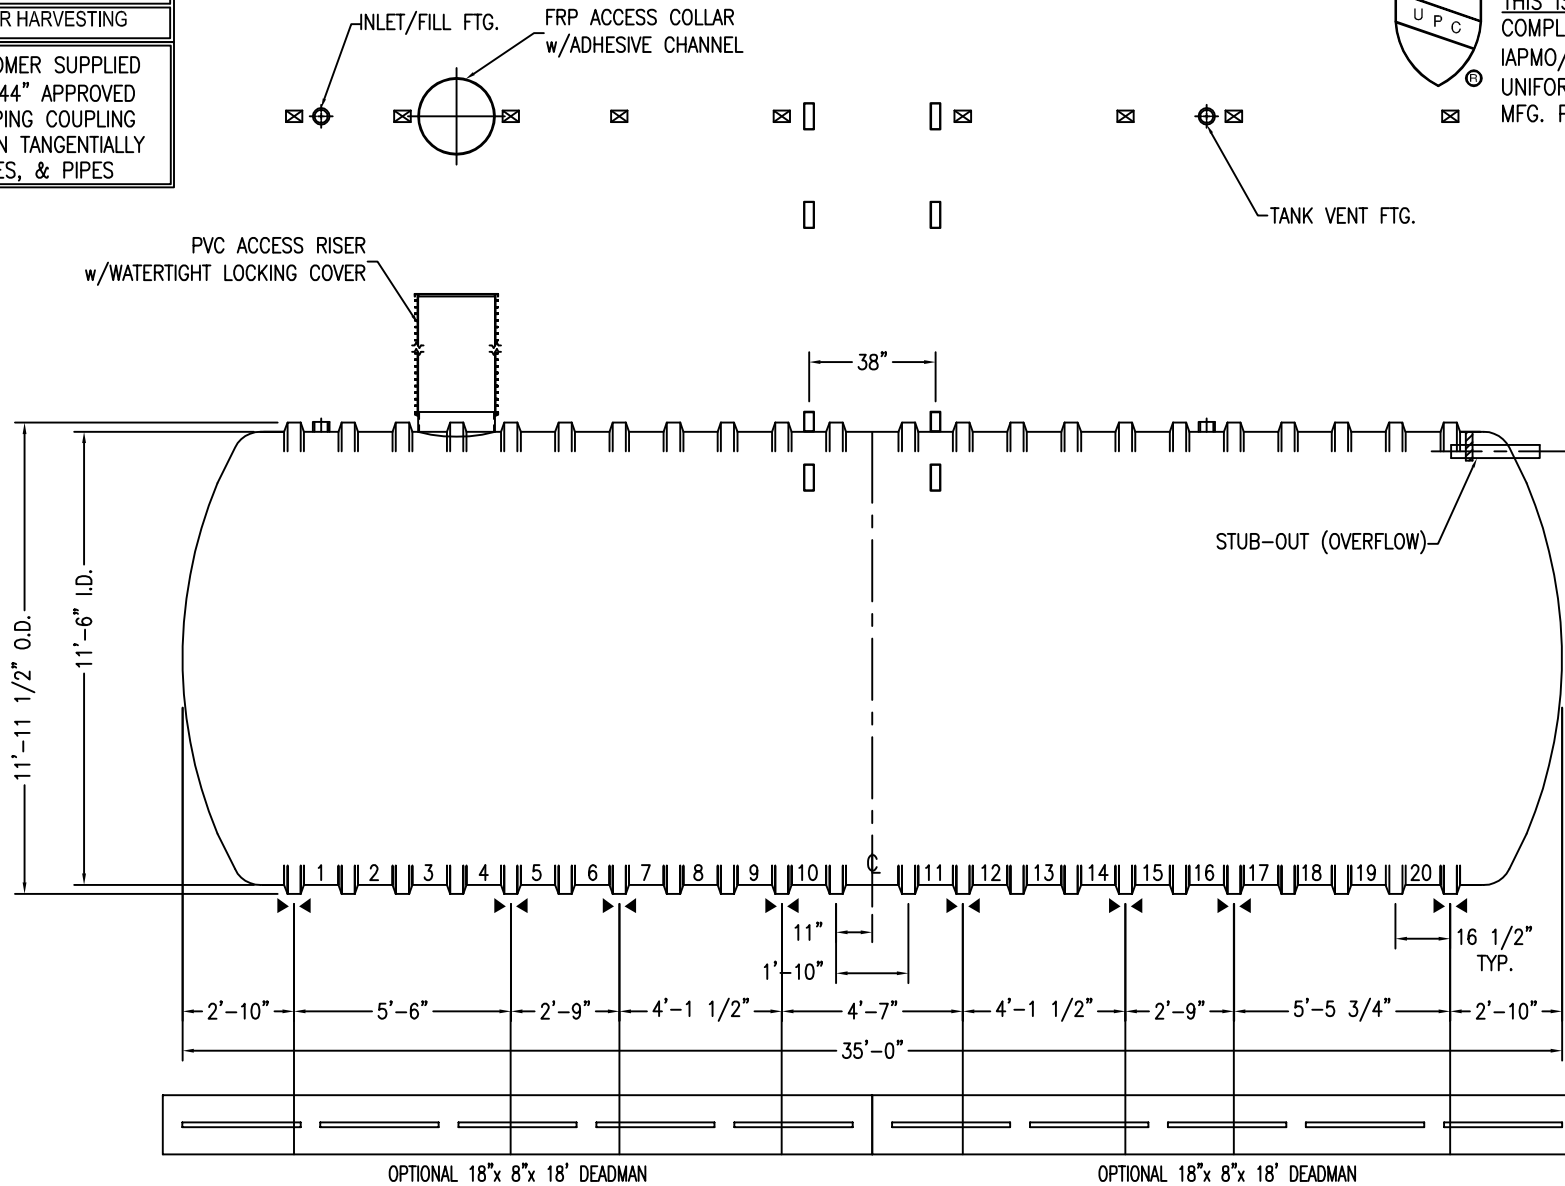 R HARVESTING
OMER SUPPLIED
44" APPROVED
PING COUPLING
N TANGENTIALLY
ES, & PIPES
INLET/FILL FTG.
FRP ACCESS COLLAR
w/ADHESIVE CHANNEL
U P C
®
THIS IS
COMPL
IAPMO/
UNIFOR
MFG. F
TANK VENT FTG.
PVC ACCESS RISER
w/WATERTIGHT LOCKING COVER
38"
STUB-OUT (OVERFLOW)
11'-11 1/2" O.D.
11'-6" I.D.
1 2 3 4 5 6 7 8 9 10 ℄ 11 12 13 14 15 16 17 18 19 20
11"
1'-10"
16 1/2"
TYP.
2'-10" 5'-6" 2'-9" 4'-1 1/2" 4'-7" 4'-1 1/2" 2'-9" 5'-5 3/4" 2'-10"
35'-0"
OPTIONAL 18"x 8"x 18' DEADMAN
OPTIONAL 18"x 8"x 18' DEADMAN